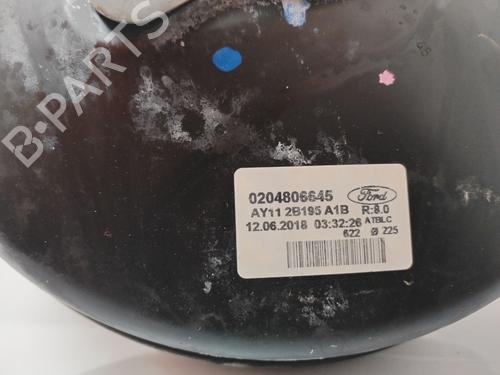 B-PARTS
0204806645 Ford
AY11 2B195 A1B R:8.0
12.06.2018 03:32:26 ATBLC
622 Ø 225